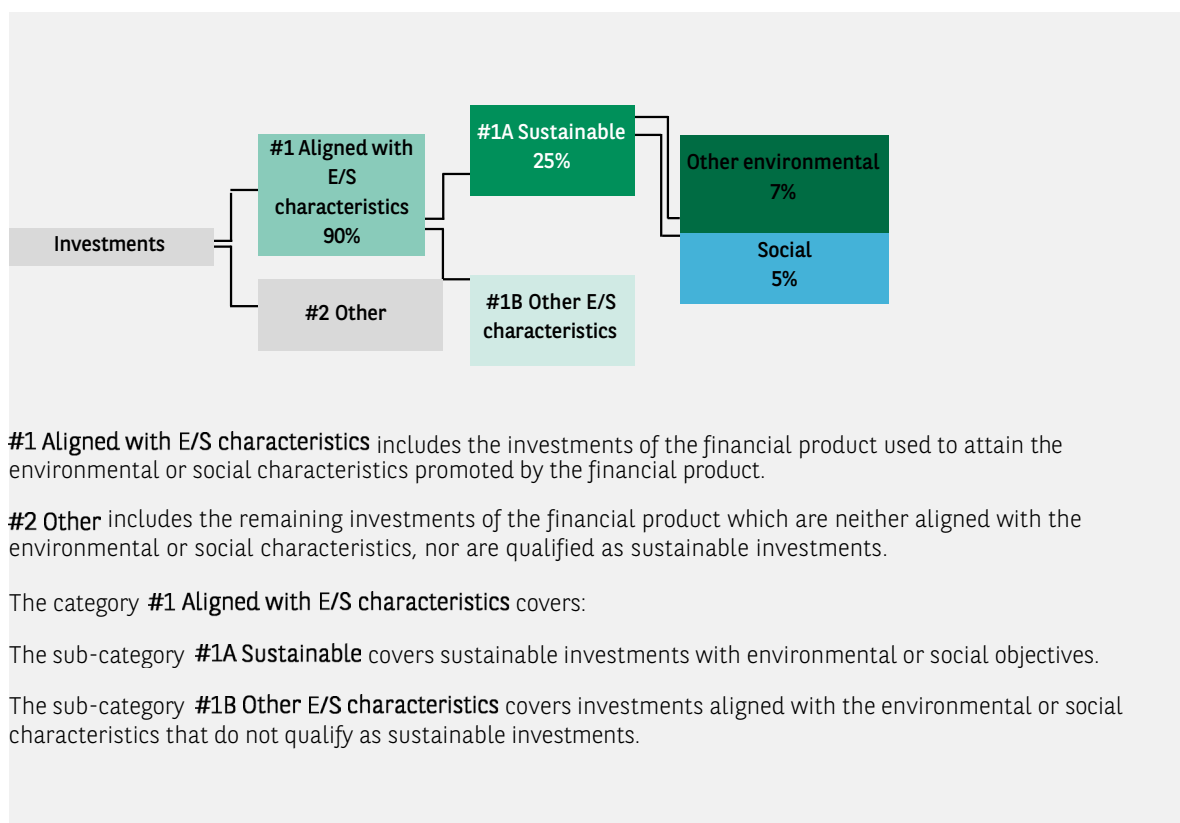 Investments
#1 Aligned with
E/S
characteristics
90%
#2 Other
#1A Sustainable
25%
#1B Other E/S
characteristics
Other environmental
7%
Social
5%
#1 Aligned with E/S characteristics includes the investments of the financial product used to attain the
environmental or social characteristics promoted by the financial product.
#2 Other includes the remaining investments of the financial product which are neither aligned with the
environmental or social characteristics, nor are qualified as sustainable investments.
The category #1 Aligned with E/S characteristics covers:
The sub-category #1A Sustainable covers sustainable investments with environmental or social objectives.
The sub-category #1B Other E/S characteristics covers investments aligned with the environmental or social
characteristics that do not qualify as sustainable investments.